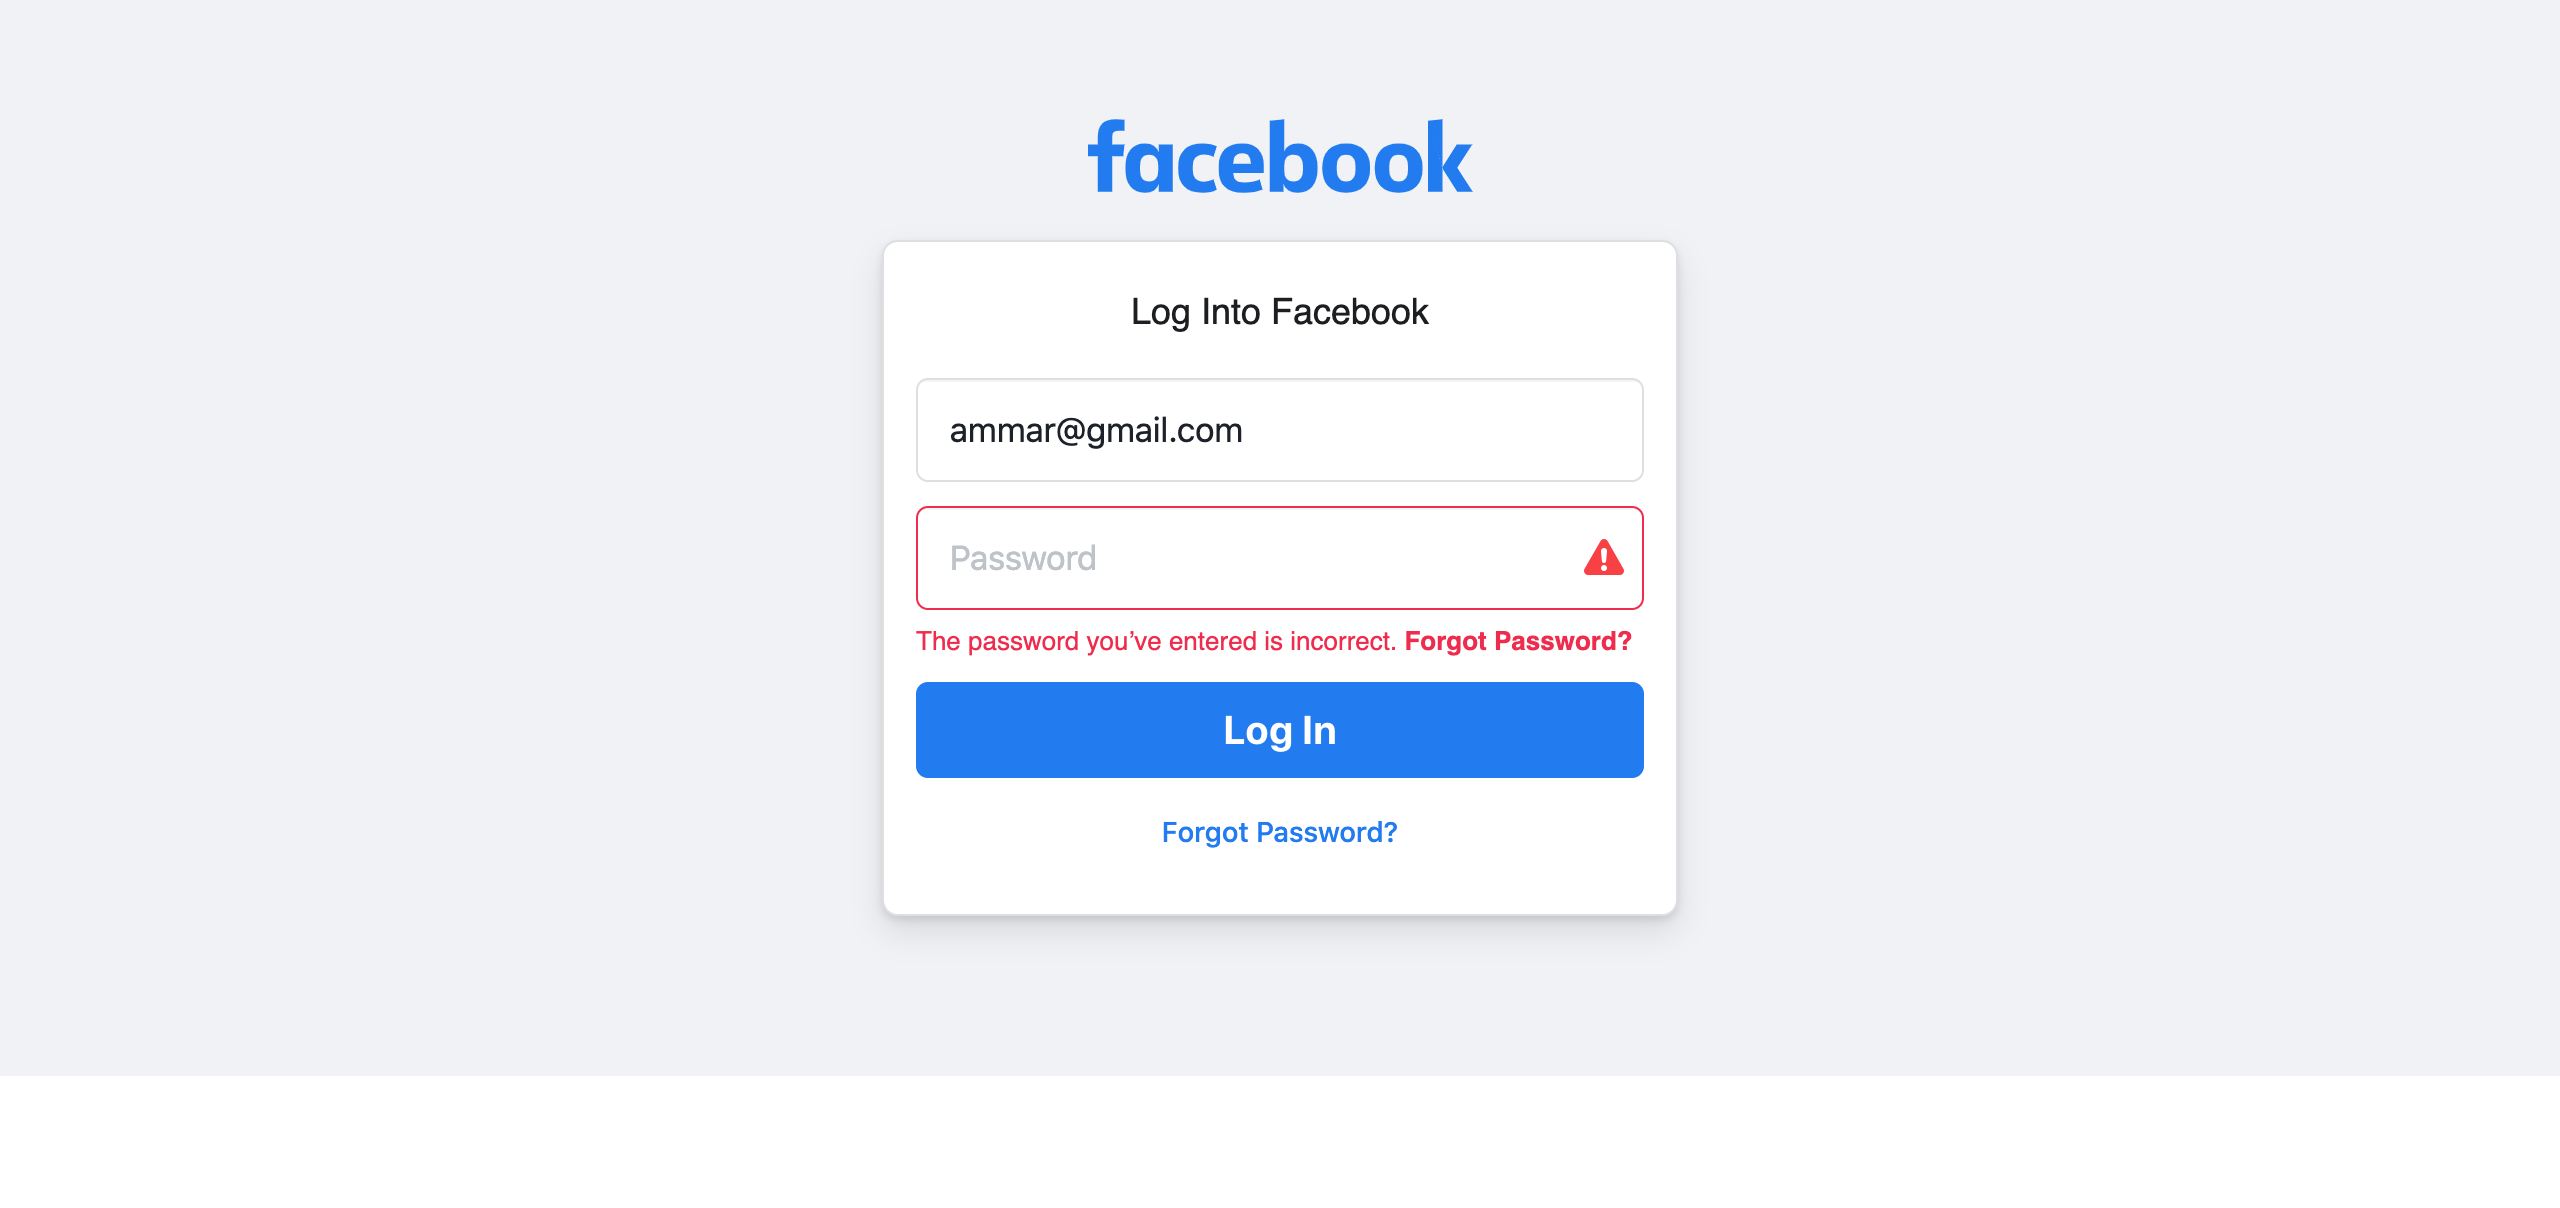 facebook
Log Into Facebook
ammar@gmail.com
Password
The password you’ve entered is incorrect. Forgot Password?
Log In
Forgot Password?